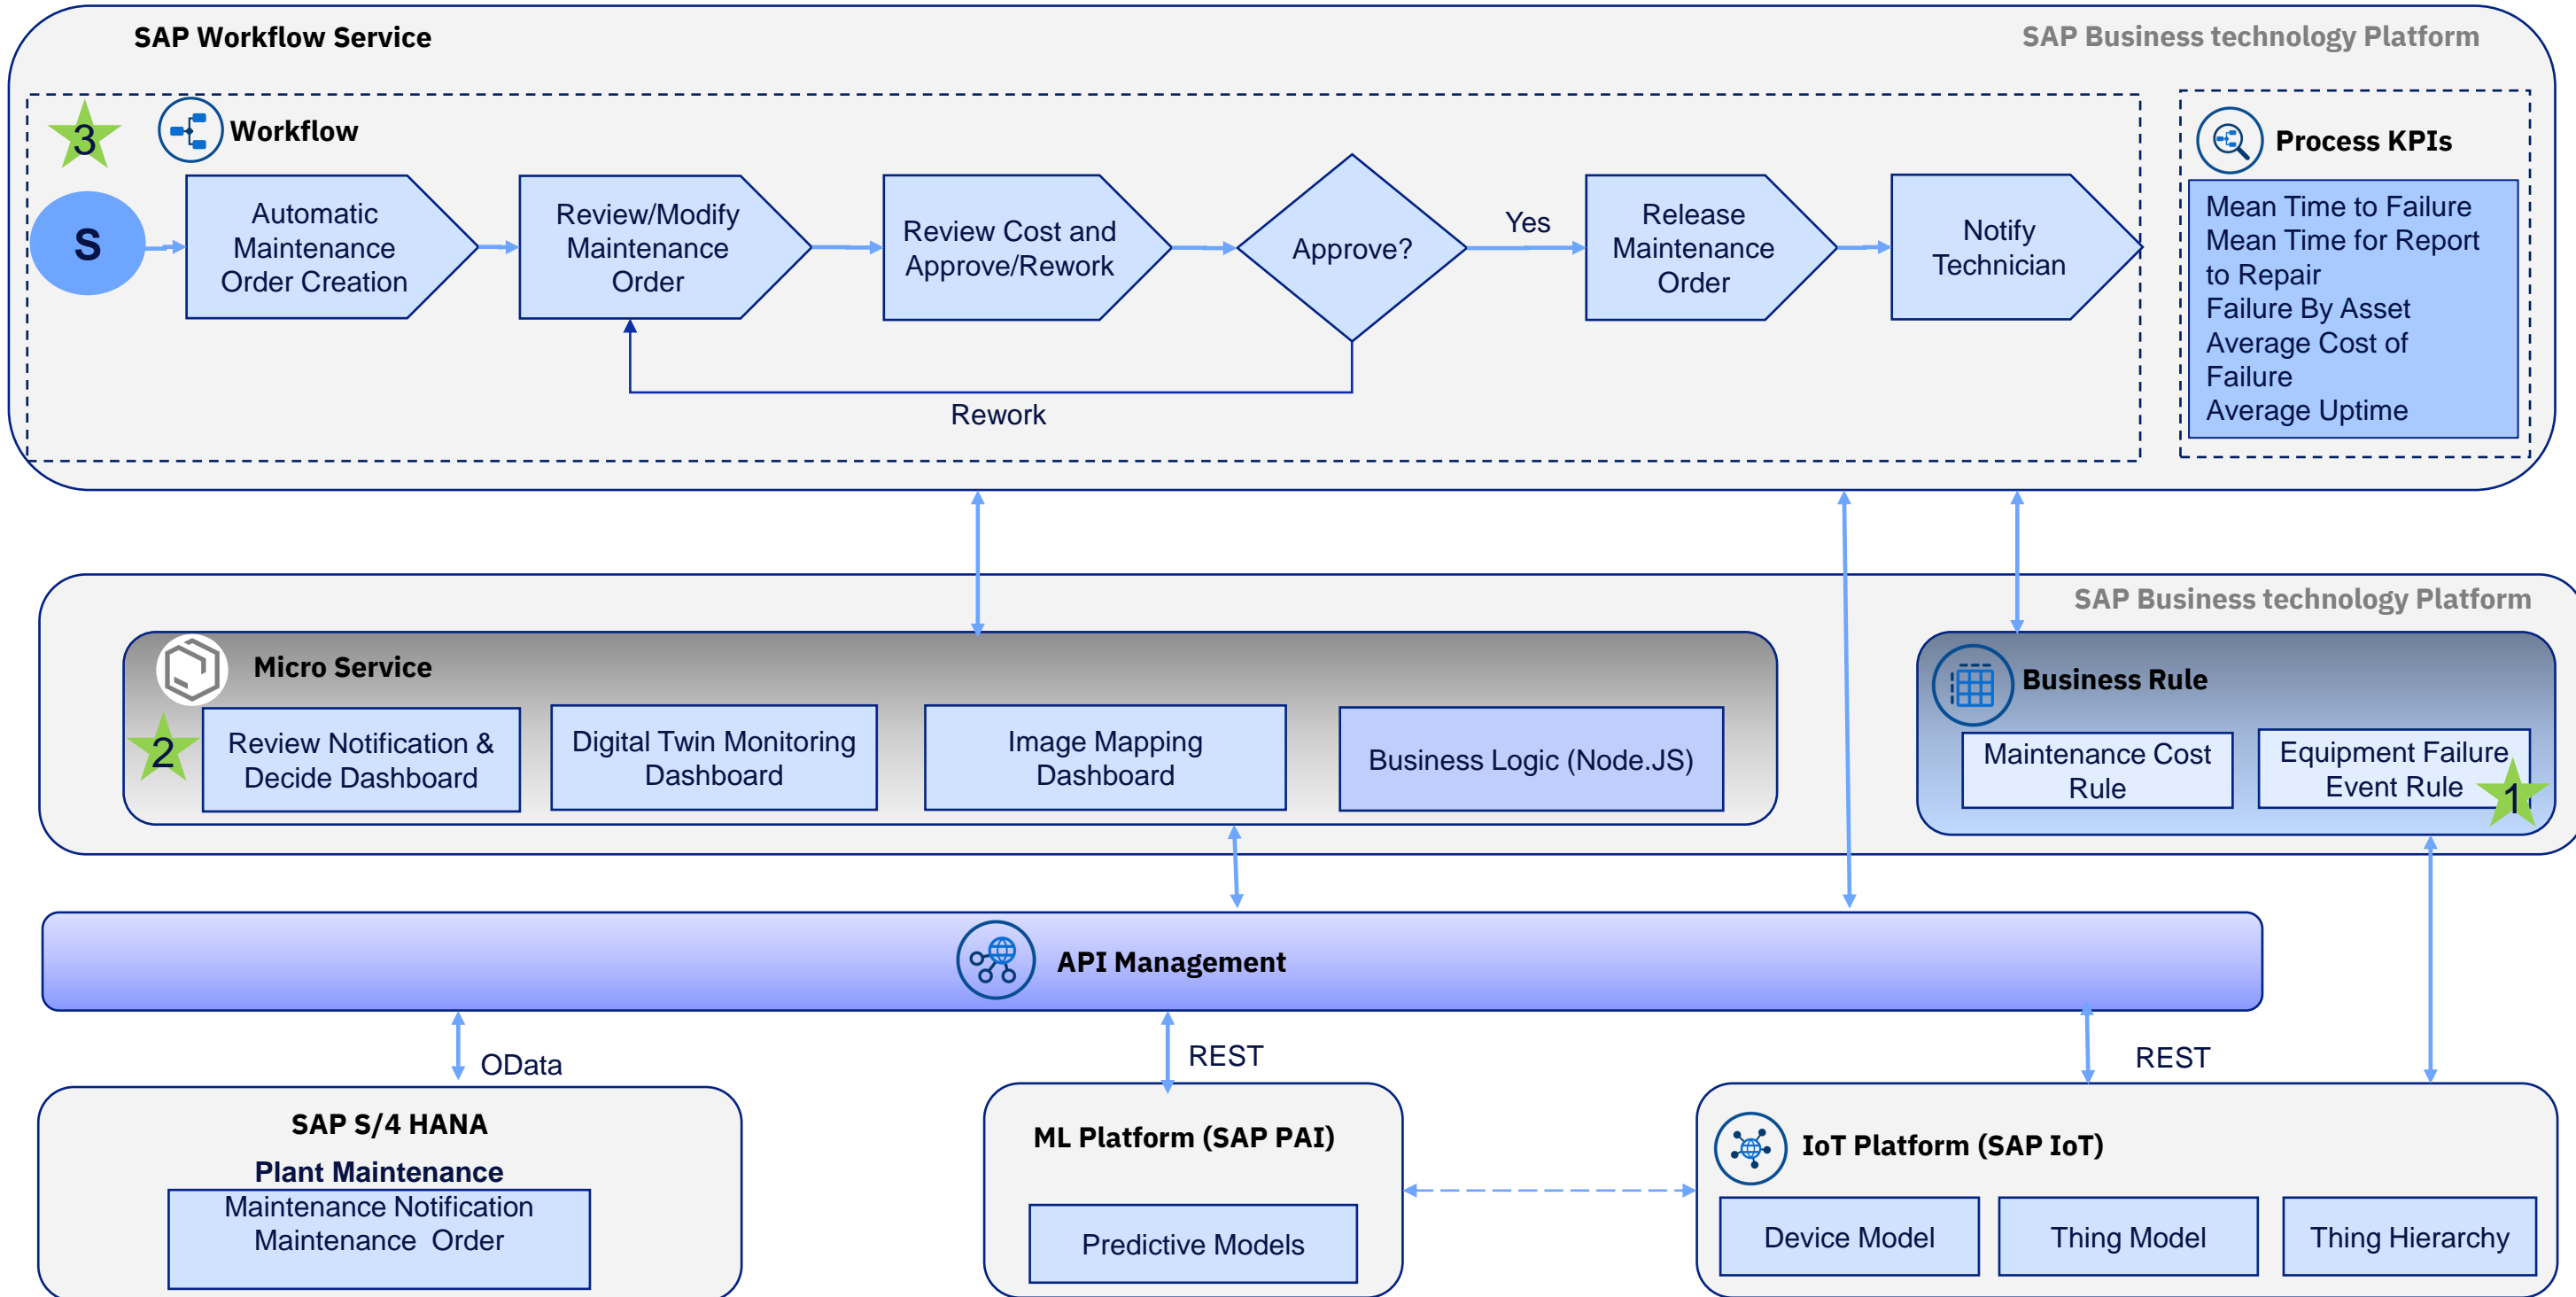 SAP Workflow Service
SAP Business technology Platform
3
Workflow
S
Automatic
Maintenance
Order Creation
Review/Modify
Maintenance
Order
Review Cost and
Approve/Rework
Approve?
Yes
Release
Maintenance
Order
Notify
Technician
Rework
Process KPIs
Mean Time to Failure
Mean Time for Report
to Repair
Failure By Asset
Average Cost of
Failure
Average Uptime
SAP Business technology Platform
Micro Service
2
Review Notification &
Decide Dashboard
Digital Twin Monitoring
Dashboard
Image Mapping
Dashboard
Business Logic (Node.JS)
Business Rule
Maintenance Cost
Rule
Equipment Failure
Event Rule
1
API Management
OData
REST
REST
SAP S/4 HANA
Plant Maintenance
Maintenance Notification
Maintenance Order
ML Platform (SAP PAI)
Predictive Models
IoT Platform (SAP IoT)
Device Model
Thing Model
Thing Hierarchy